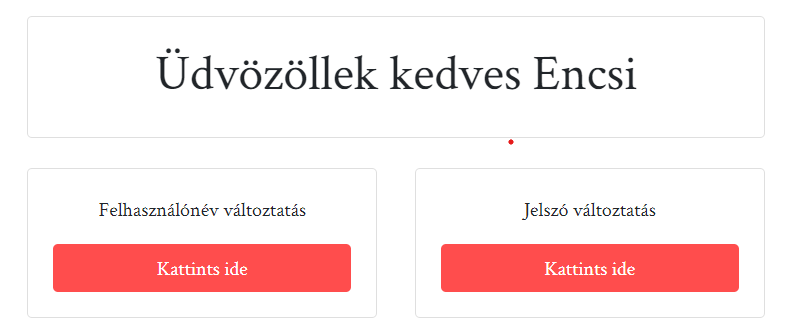 Üdvözöllek kedves Encsi
Felhasználónév változtatás
Jelszó változtatás
Kattints ide
Kattints ide